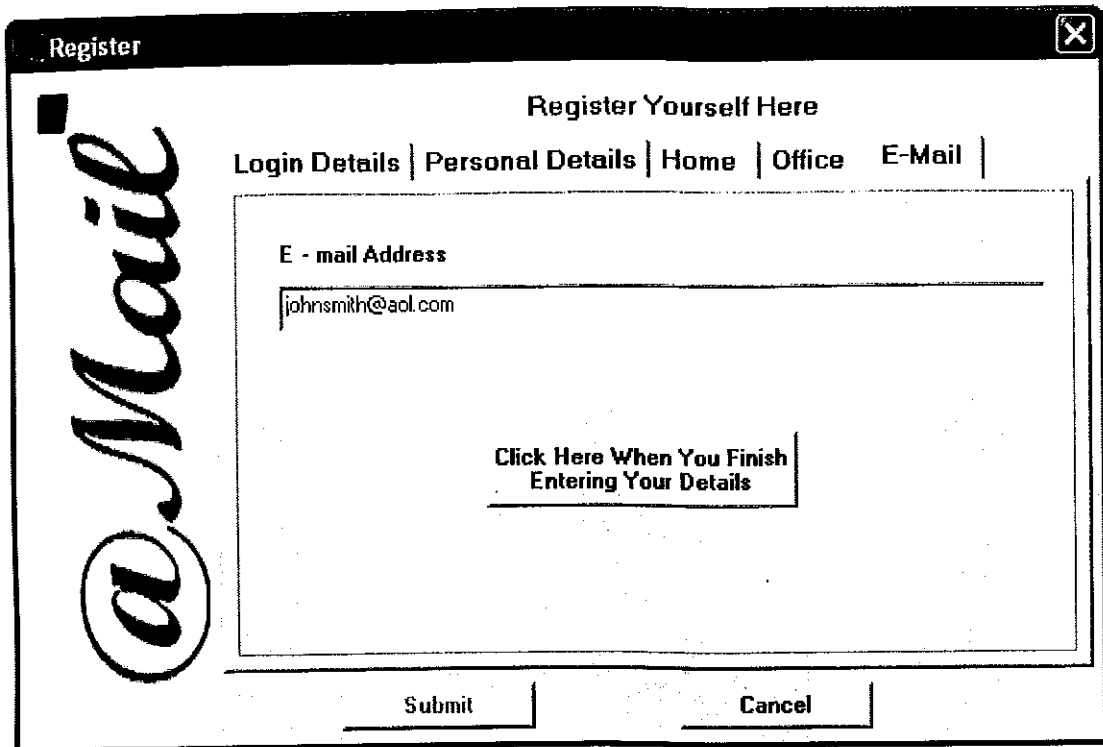 Register
Register Yourself Here
Login Details Personal Details Home Office E-Mail
E - mail Address
johnsmith@aol.com
Click Here When You Finish
Entering Your Details
Submit Cancel
@Mail